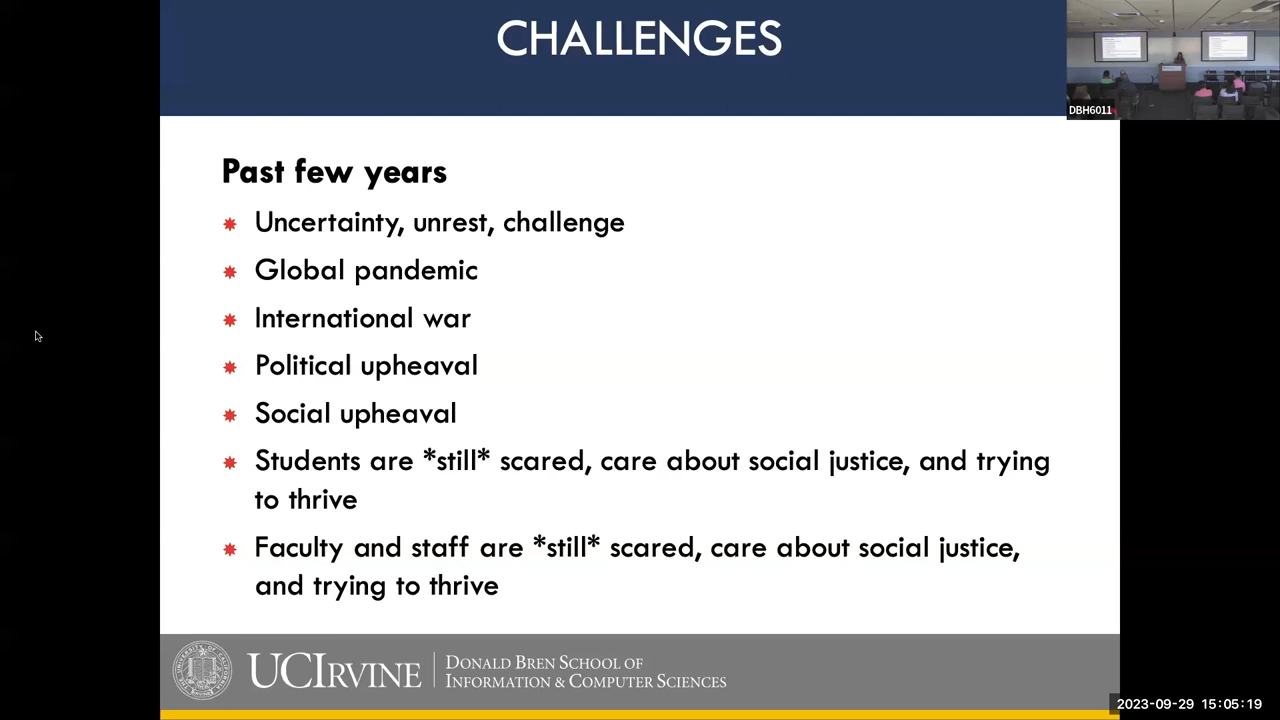 CHALLENGES
DBH6011
Past few years
Uncertainty, unrest, challenge
Global pandemic
International war
Political upheaval
Social upheaval
Students are *still* scared, care about social justice, and trying
to thrive
Faculty and staff are *still* scared, care about social justice,
and trying to thrive
UCIRVINE
DONALD BREN SCHOOL OF
INFORMATION & COMPUTER SCIENCES
2023-09-29 15:05:19